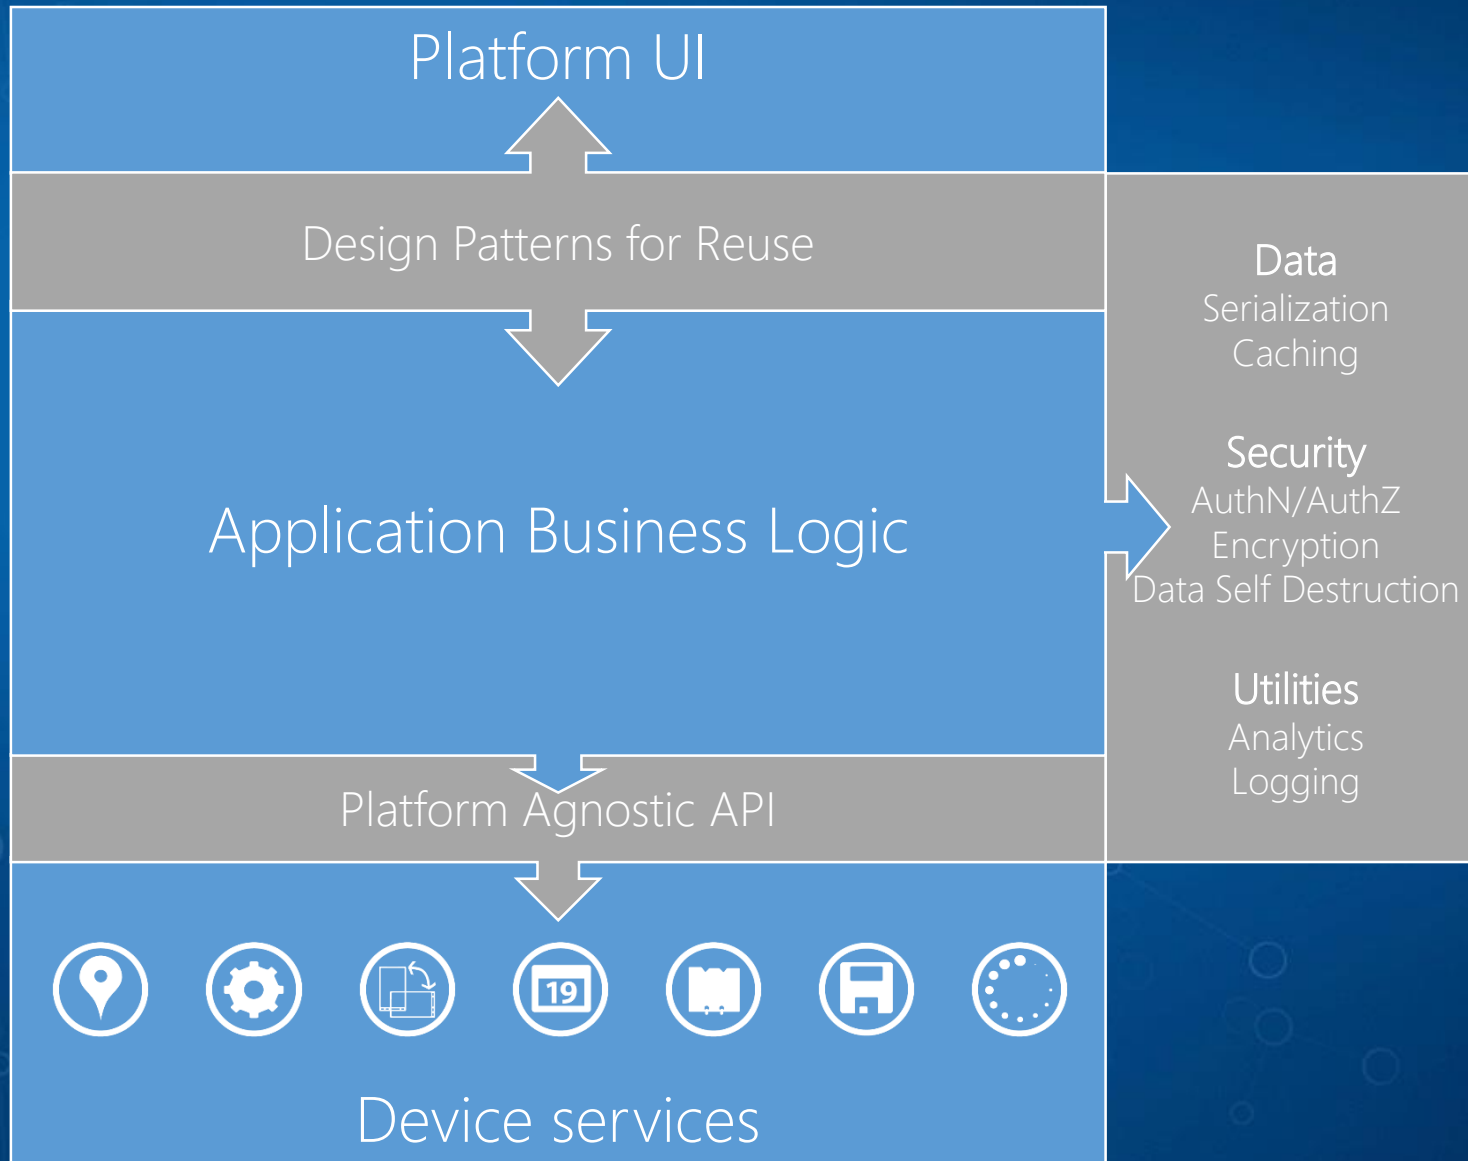 Platform UI
Design Patterns for Reuse
Application Business Logic
Platform Agnostic API
19
Device services
Data
Serialization
Caching
Security
AuthN/AuthZ
Encryption
Data Self Destruction
Utilities
Analytics
Logging